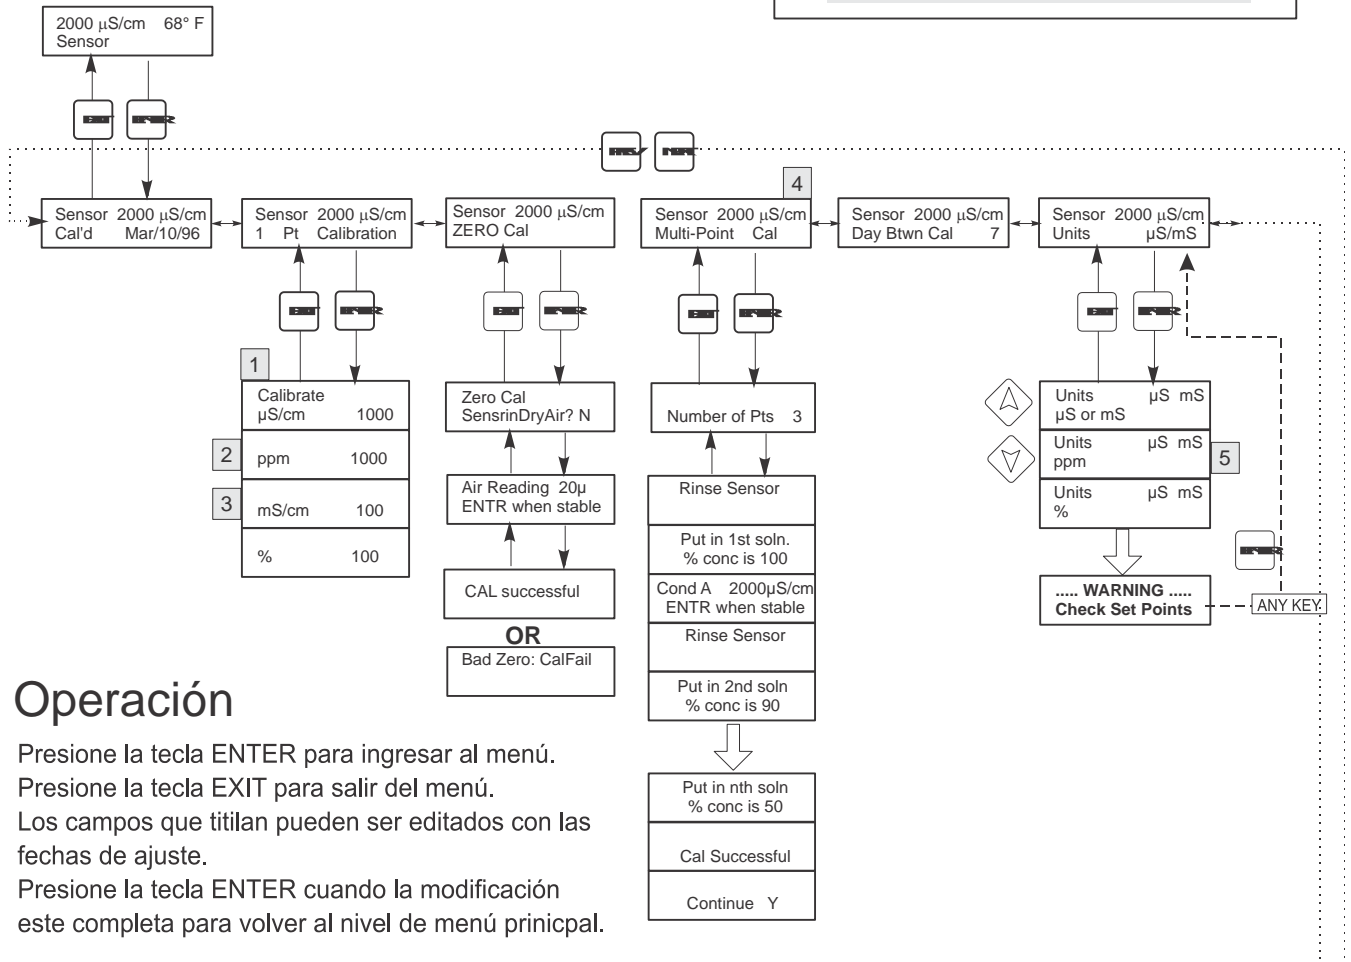 2000 µS/cm 68° F
Sensor
Sensor 2000 µS/cm
Cal'd Mar/10/96
Sensor 2000 µS/cm
1 Pt Calibration
Sensor 2000 µS/cm
ZERO Cal
4
Sensor 2000 µS/cm
Multi-Point Cal
Sensor 2000 µS/cm
Day Btwn Cal 7
Sensor 2000 µS/cm
Units µS/mS
1
Calibrate
µS/cm 1000
2
ppm 1000
3
mS/cm 100
% 100
Zero Cal
SensrinDryAir? N
Air Reading 20µ
ENTR when stable
CAL successful
OR
Bad Zero: CalFail
Number of Pts 3
Rinse Sensor
Put in 1st soln.
% conc is 100
Cond A 2000µS/cm
ENTR when stable
Rinse Sensor
Put in 2nd soln
% conc is 90
Put in nth soln
% conc is 50
Cal Successful
Continue Y
Units µS mS
µS or mS
Units µS mS
ppm
5
Units µS mS
%
..... WARNING .....
Check Set Points
ANY KEY
Operación
Presione la tecla ENTER para ingresar al menú.
Presione la tecla EXIT para salir del menú.
Los campos que titilan pueden ser editados con las
fechas de ajuste.
Presione la tecla ENTER cuando la modificación
este completa para volver al nivel de menú prinicpal.